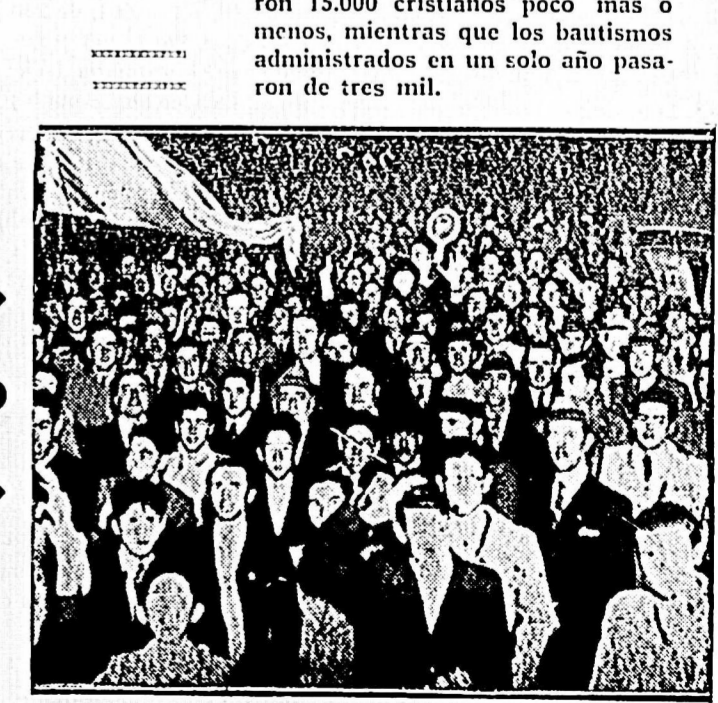 ron 15.000 cristianos poco más o
menos, mientras que los bautismos
administrados en un solo año pasa-
ron de tres mil.